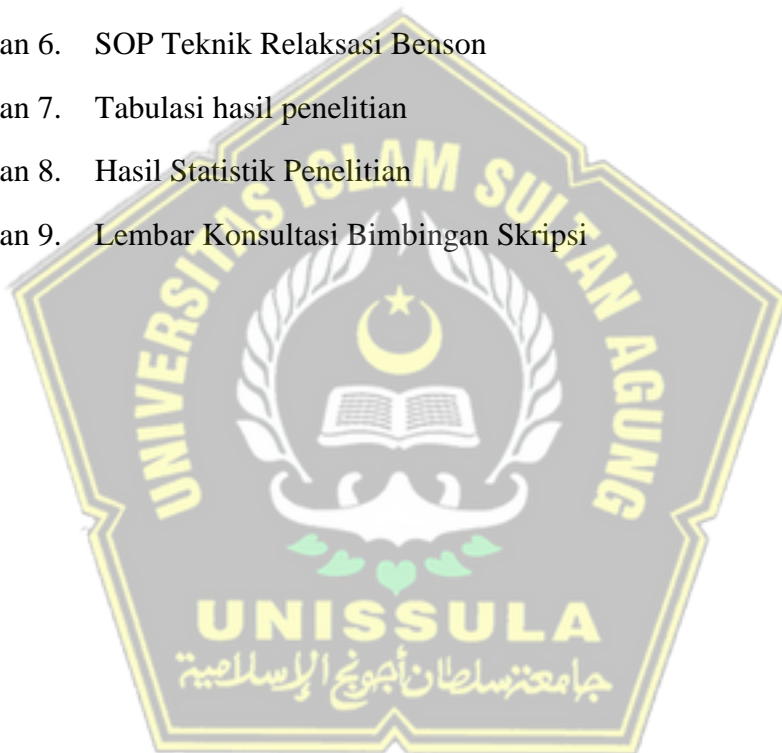 an 6. SOP Teknik Relaksasi Benson
an 7. Tabulasi hasil penelitian
an 8. Hasil Statistik Penelitian
an 9. Lembar Konsultasi Bimbingan Skripsi
UNIVERSITAS ISLAM SULTAN AGUNG
UNISSULA
جامعة سلطان أجونج الإسلامية